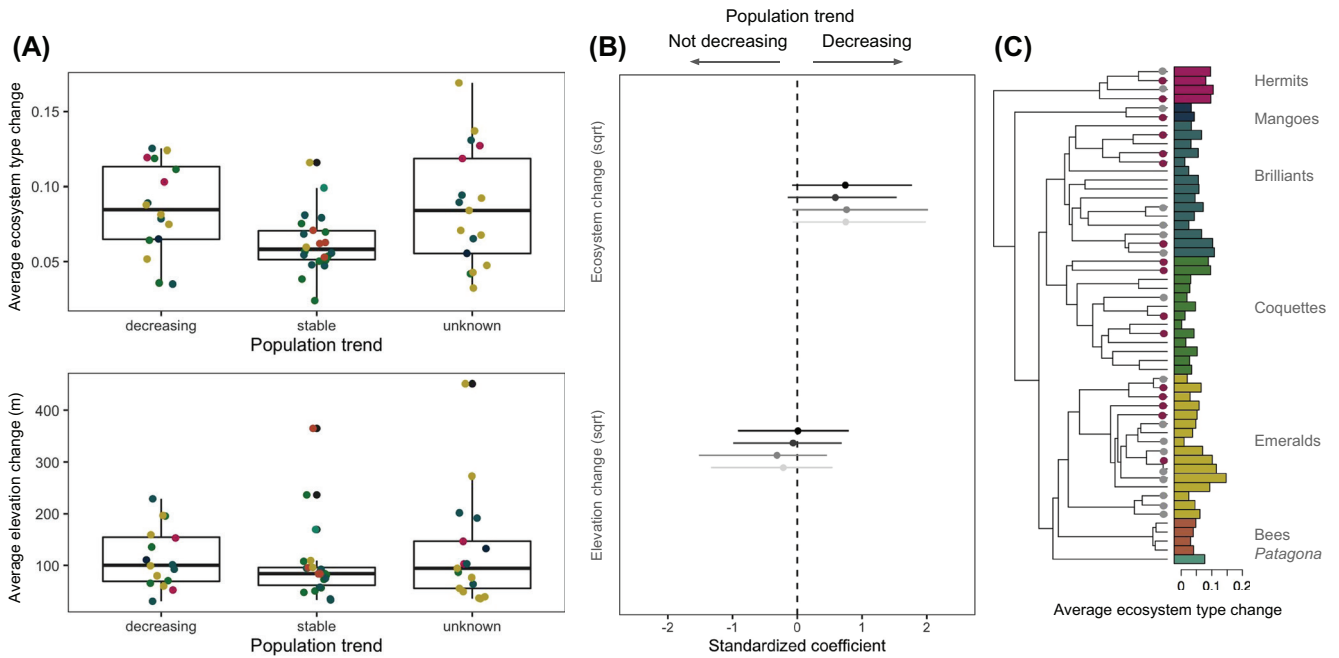 (A)
Average ecosystem type change
0.15
0.10
0.05
decreasing stable unknown
Population trend
Average elevation change (m)
400
300
200
100
decreasing stable unknown
Population trend
(B)
Population trend
Not decreasing Decreasing
Ecosystem change (sqrt)
Elevation change (sqrt)
-2 -1 0 1 2
Standardized coefficient
(C)
Hermits
Mangoes
Brilliants
Coquettes
Emeralds
Bees
Patagona
0 0.1 0.2
Average ecosystem type change